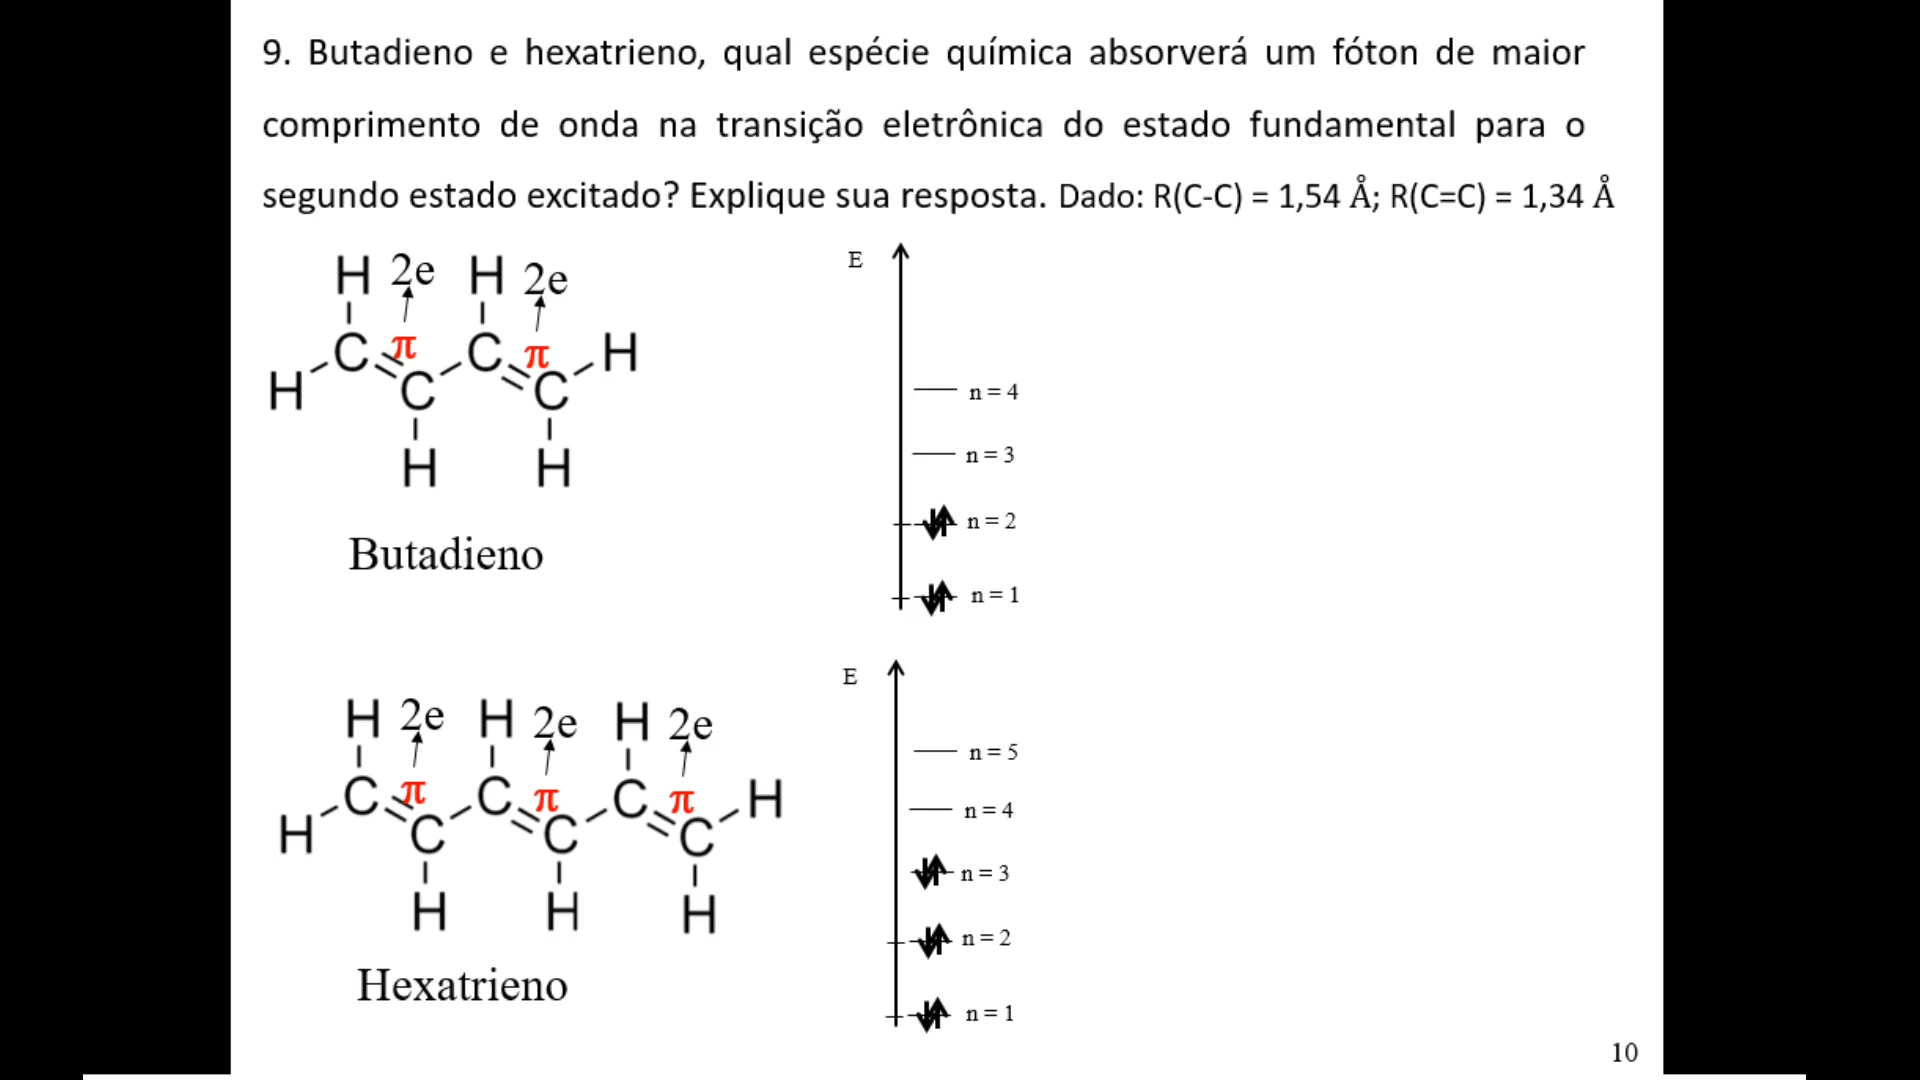 9. Butadieno e hexatrieno, qual espécie química absorverá um fóton de maior
comprimento de onda na transição eletrônica do estado fundamental para o
segundo estado excitado? Explique sua resposta. Dado: R(C-C) = 1,54 Å; R(C=C) = 1,34 Å
H 2e H 2e
C π C π H
H C C
H H
Butadieno
E
n = 4
n = 3
n = 2
n = 1
H 2e H 2e H 2e
C π C π C π H
H C C C
H H H
Hexatrieno
E
n = 5
n = 4
n = 3
n = 2
n = 1
10